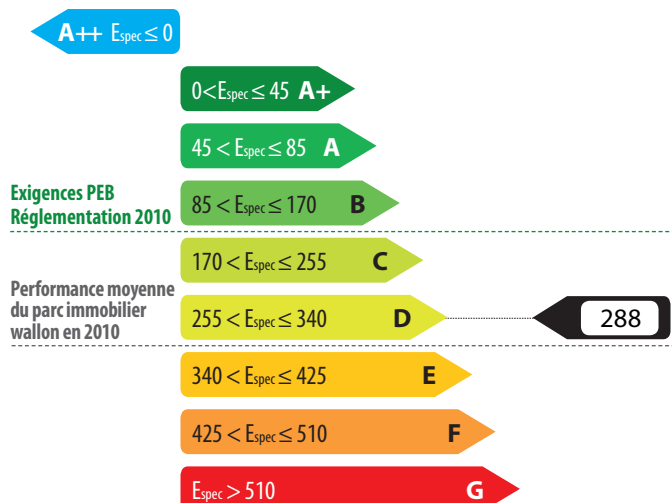 A++ Espec ≤ 0
0<Espec ≤ 45 A+
45 < Espec ≤ 85 A
Exigences PEB
Réglementation 2010
85 < Espec ≤ 170 B
170 < Espec ≤ 255 C
Performance moyenne
du parc immobilier
wallon en 2010
255 < Espec ≤ 340 D
288
340 < Espec ≤ 425 E
425 < Espec ≤ 510 F
Espec > 510 G